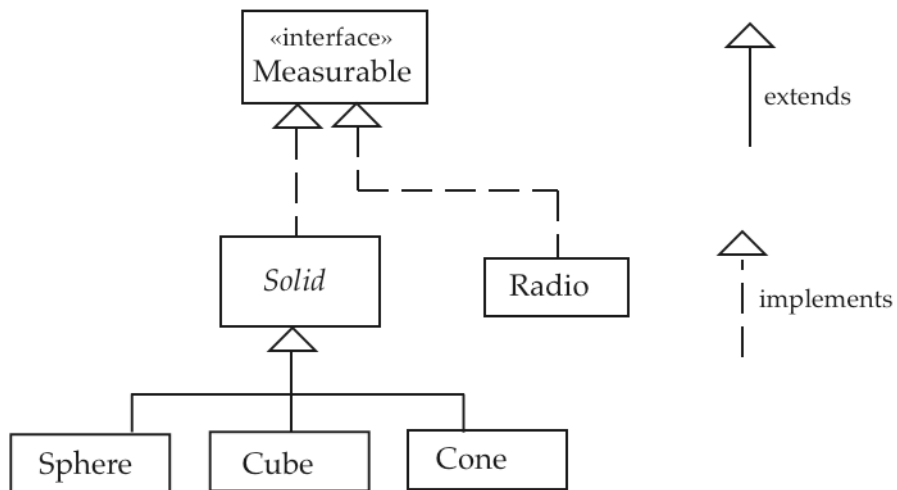 «interface»
Measurable
extends
Solid
Radio
implements
Sphere
Cube
Cone